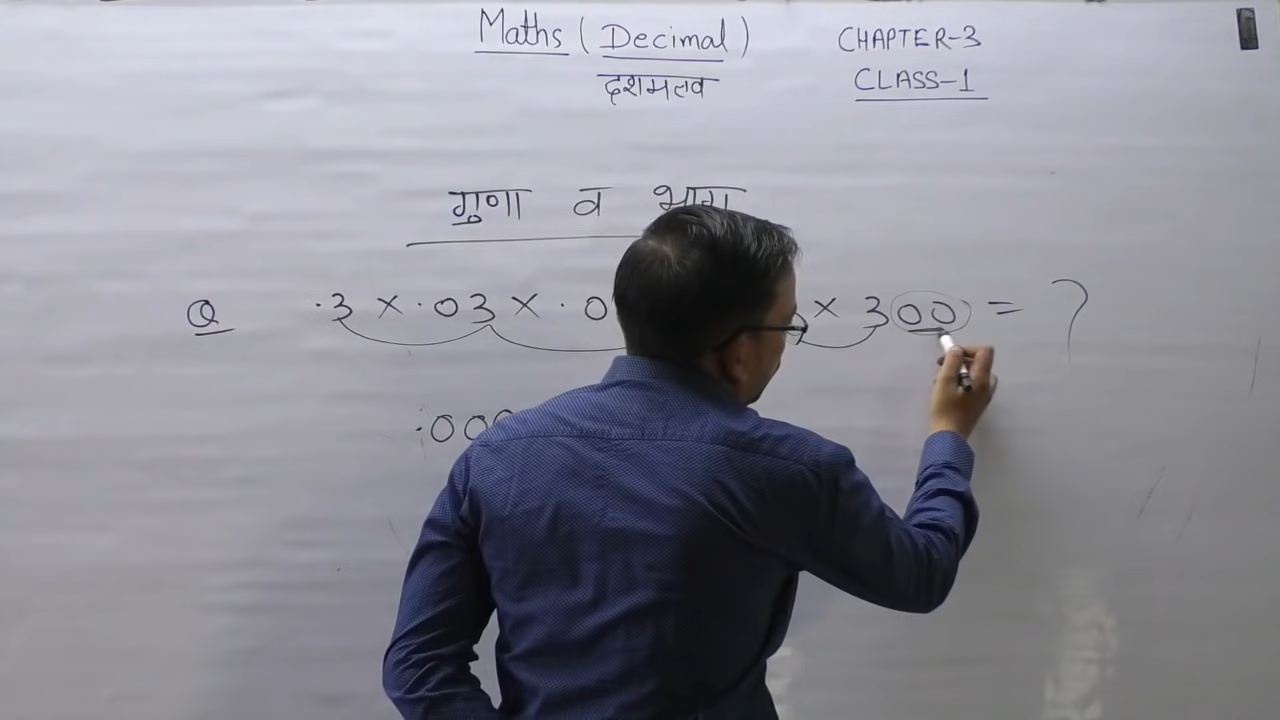 Maths (Decimal)
दशमलव
CHAPTER-3
CLASS-1
गुणा व भाग
Q .3 × .03 × .0 × 300 = ?
.000